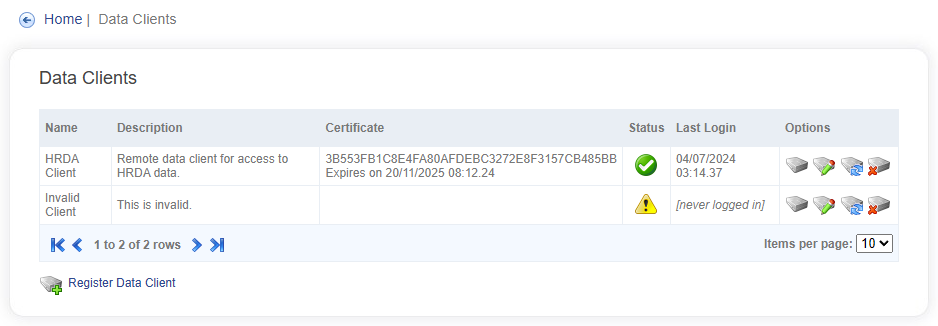 Home | Data Clients
Data Clients
Name Description Certificate Status Last Login Options
HRDA Client Remote data client for access to HRDA data. 3B553FB1C8E4FA80AFDEBC3272E8F3157CB485BB Expires on 20/11/2025 08:12.24 04/07/2024 03:14.37
Invalid Client This is invalid. [never logged in]
1 to 2 of 2 rows Items per page: 10
Register Data Client